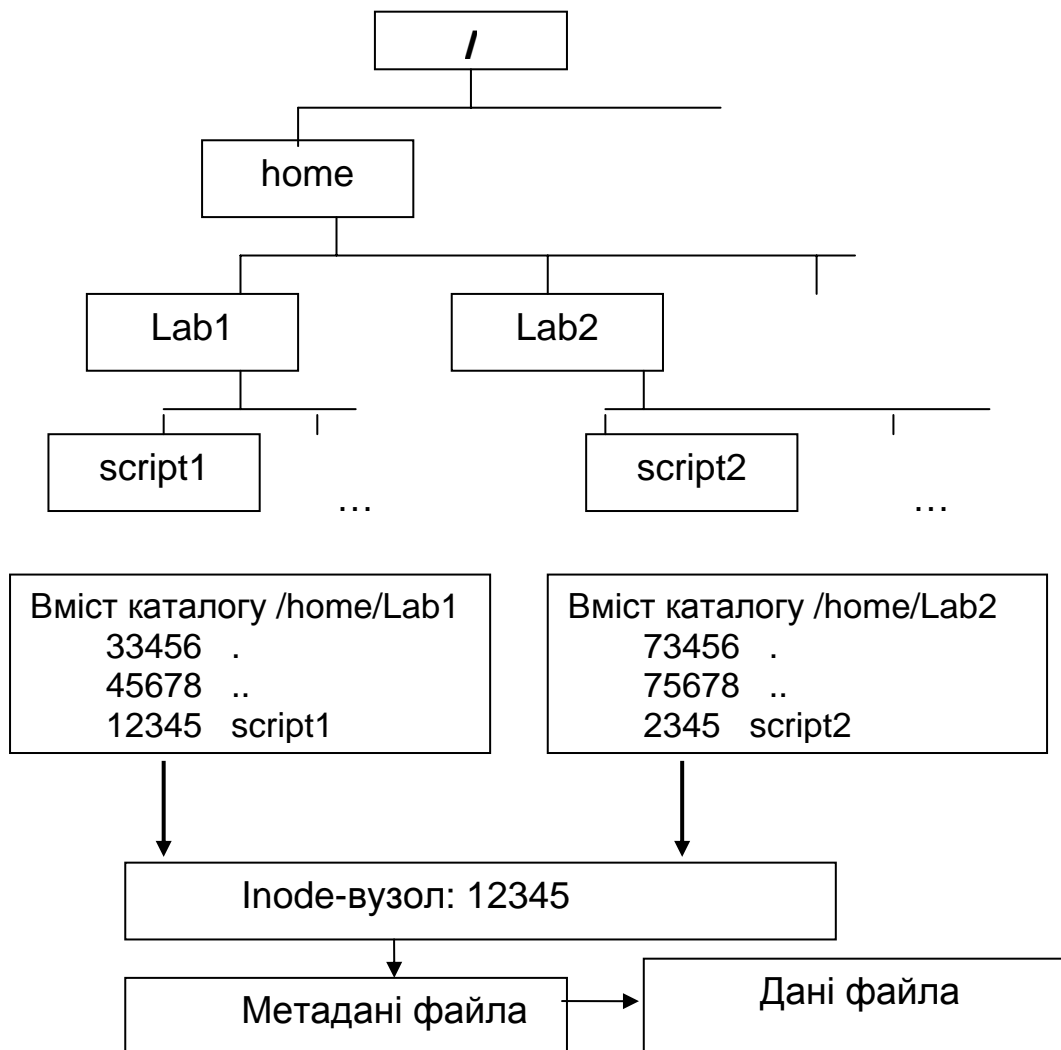 /
home
Lab1
Lab2
script1
script2
...
...
Вміст каталогу /home/Lab1
33456 .
45678 ..
12345 script1
Вміст каталогу /home/Lab2
73456 .
75678 ..
2345 script2
Inode-вузол: 12345
Метадані файла
Дані файла